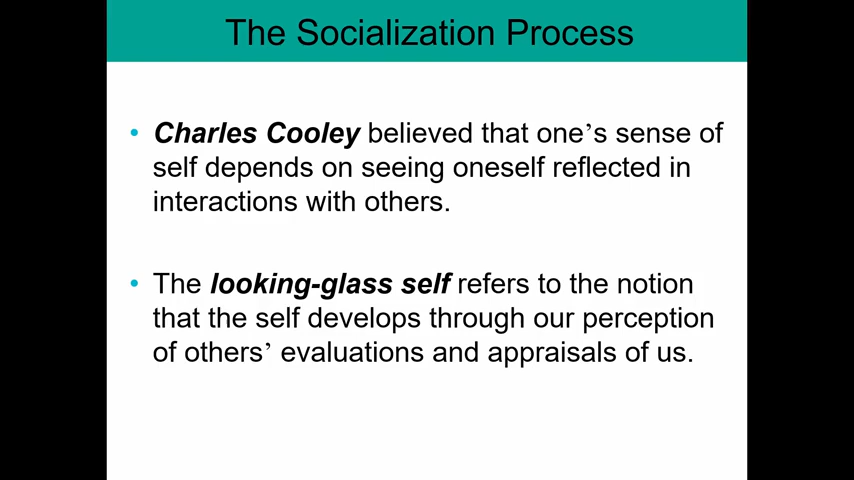 The Socialization Process
• Charles Cooley believed that one’s sense of
self depends on seeing oneself reflected in
interactions with others.
• The looking-glass self refers to the notion
that the self develops through our perception
of others’ evaluations and appraisals of us.